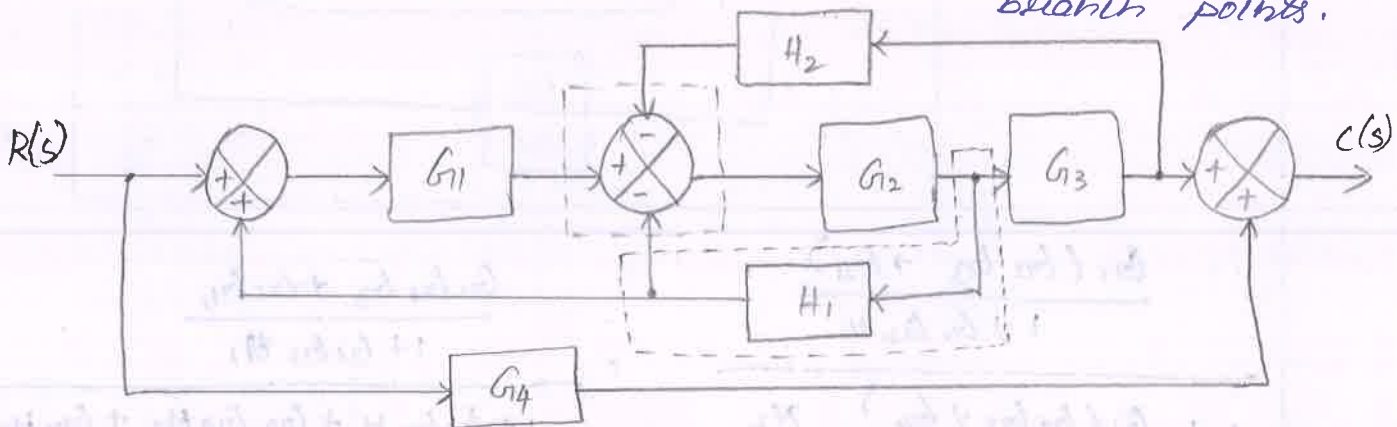 branch points.
H2
R(s)
+
+
G1
+
-
-
G2
G3
+
+
C(s)
H1
G4